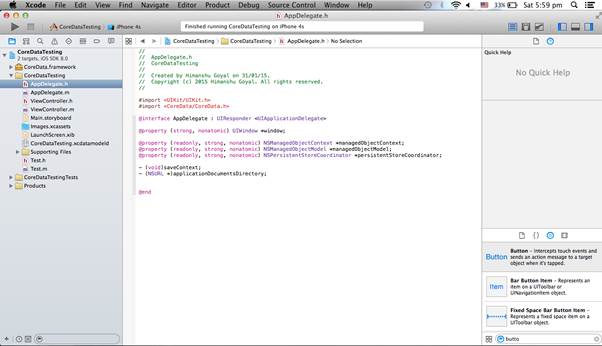 Xcode File Edit View Find Navigate Editor Product Debug Source Control Window Help 33% Sat 5:59 pm
AppDelegate.h
CoreDataTesting iPhone 4s Finished running CoreDataTesting on iPhone 4s
CoreDataTesting CoreDataTesting AppDelegate.h No Selection
CoreDataTesting
2 targets, iOS SDK 8.0
CoreData.framework
CoreDataTesting
AppDelegate.h
AppDelegate.m
ViewController.h
ViewController.m
Main.storyboard
Images.xcassets
LaunchScreen.xib
CoreDataTesting.xcdatamodeld
Supporting Files
Test.h
Test.m
CoreDataTestingTests
Products
//
// AppDelegate.h
// CoreDataTesting
//
// Created by Himanshu Goyal on 31/01/15.
// Copyright (c) 2015 Himanshu Goyal. All rights reserved.
//
#import <UIKit/UIKit.h>
#import <CoreData/CoreData.h>
@interface AppDelegate : UIResponder <UIApplicationDelegate>
@property (strong, nonatomic) UIWindow *window;
@property (readonly, strong, nonatomic) NSManagedObjectContext *managedObjectContext;
@property (readonly, strong, nonatomic) NSManagedObjectModel *managedObjectModel;
@property (readonly, strong, nonatomic) NSPersistentStoreCoordinator *persistentStoreCoordinator;
- (void)saveContext;
- (NSURL *)applicationDocumentsDirectory;
@end
Quick Help
No Quick Help
{ }
Button
Button - Intercepts touch events and
sends an action message to a target
object when it's tapped.
Item
Bar Button Item - Represents an
item on a UIToolbar or
UINavigationItem object.
Fixed Space Bar Button Item -
Represents a fixed space item on a
UIToolbar object.
butto